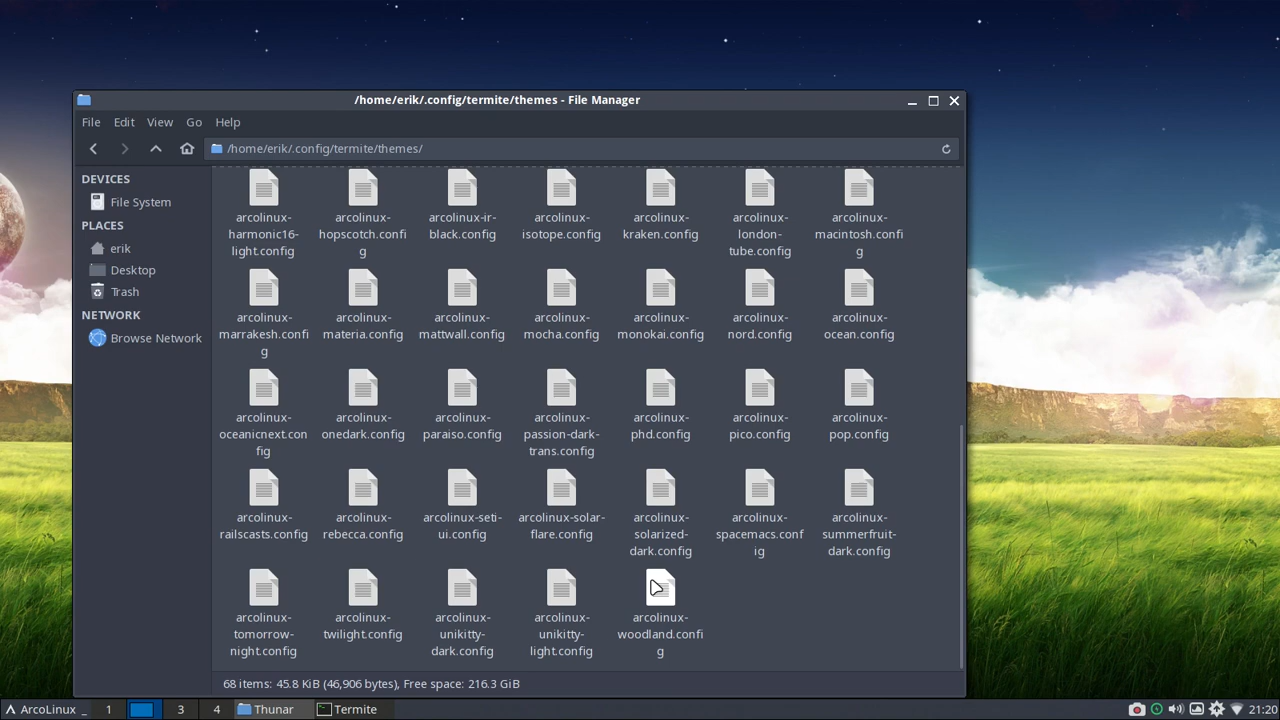 /home/erik/.config/termite/themes - File Manager
File Edit View Go Help
/home/erik/.config/termite/themes/
DEVICES
File System
PLACES
erik
Desktop
Trash
NETWORK
Browse Network
arcolinux- arcolinux- arcolinux-ir- arcolinux- arcolinux- arcolinux- arcolinux-
harmonic16- hopscotch.confi black.config isotope.config kraken.config london- macintosh.confi
light.config g tube.config g
arcolinux- arcolinux- arcolinux- arcolinux- arcolinux- arcolinux- arcolinux-
marrakesh.confi materia.config mattwall.config mocha.config monokai.config nord.config ocean.config
g
arcolinux- arcolinux- arcolinux- arcolinux- arcolinux- arcolinux- arcolinux-
oceanicnext.con onedark.config paraiso.config passion-dark- phd.config pico.config pop.config
fig trans.config
arcolinux- arcolinux- arcolinux-seti- arcolinux-solar- arcolinux- arcolinux- arcolinux-
railscasts.config rebecca.config ui.config flare.config solarized- spacemacs.conf summerfruit-
dark.config ig dark.config
arcolinux- arcolinux- arcolinux- arcolinux- arcolinux-
tomorrow- twilight.config unikitty- unikitty- woodland.confi
night.config dark.config light.config g
68 items: 45.8 KiB (46,906 bytes), Free space: 216.3 GiB
ArcoLinux _ 1 3 4 Thunar Termite 21:20